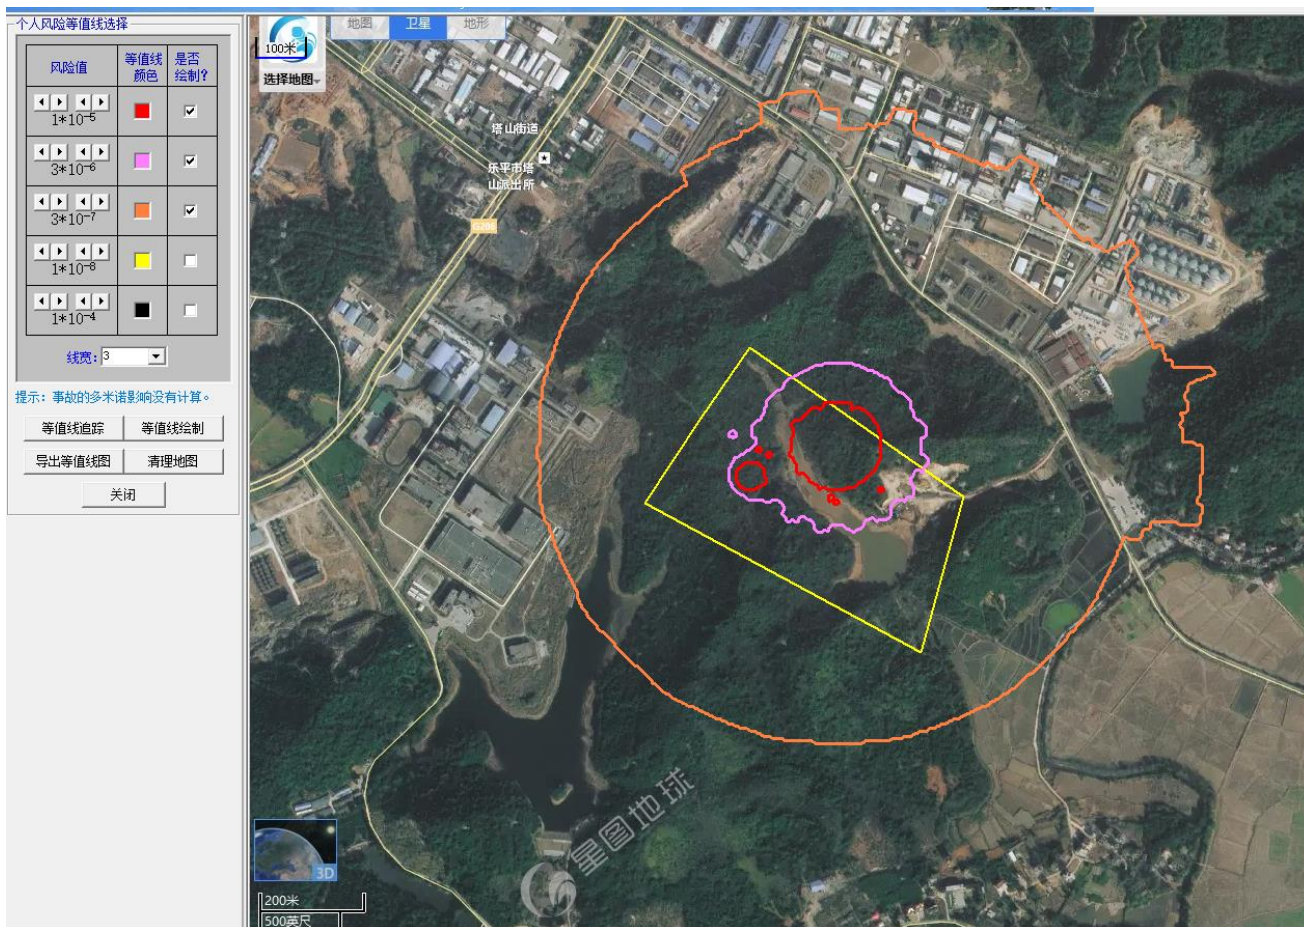 个人风险等值线选择
风险值
等值线
颜色
是否
绘制?
1*10-5
3*10-6
3*10-7
1*10-8
1*10-4
线宽: 3
提示: 事故的多米诺影响没有计算。
等值线追踪
等值线绘制
导出等值线图
清理地图
关闭
地图
卫星
地形
100米
选择地图
塔山街道
乐平市塔
山派出所
G206
星图地球
3D
200米
500英尺